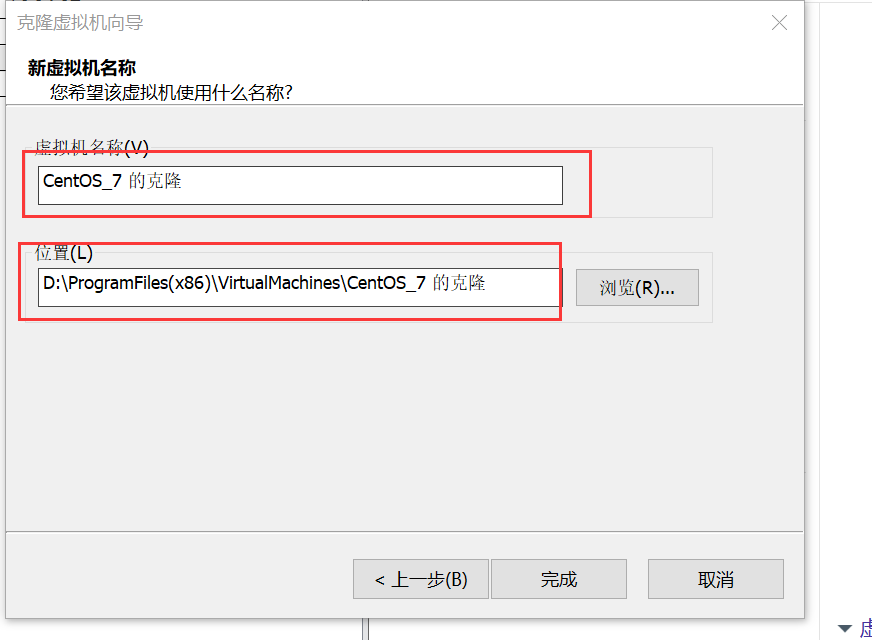 克隆虚拟机向导
新虚拟机名称
您希望该虚拟机使用什么名称?
虚拟机名称(V)
CentOS_7 的克隆
位置(L)
D:\ProgramFiles(x86)\VirtualMachines\CentOS_7 的克隆
浏览(R)...
< 上一步(B)
完成
取消